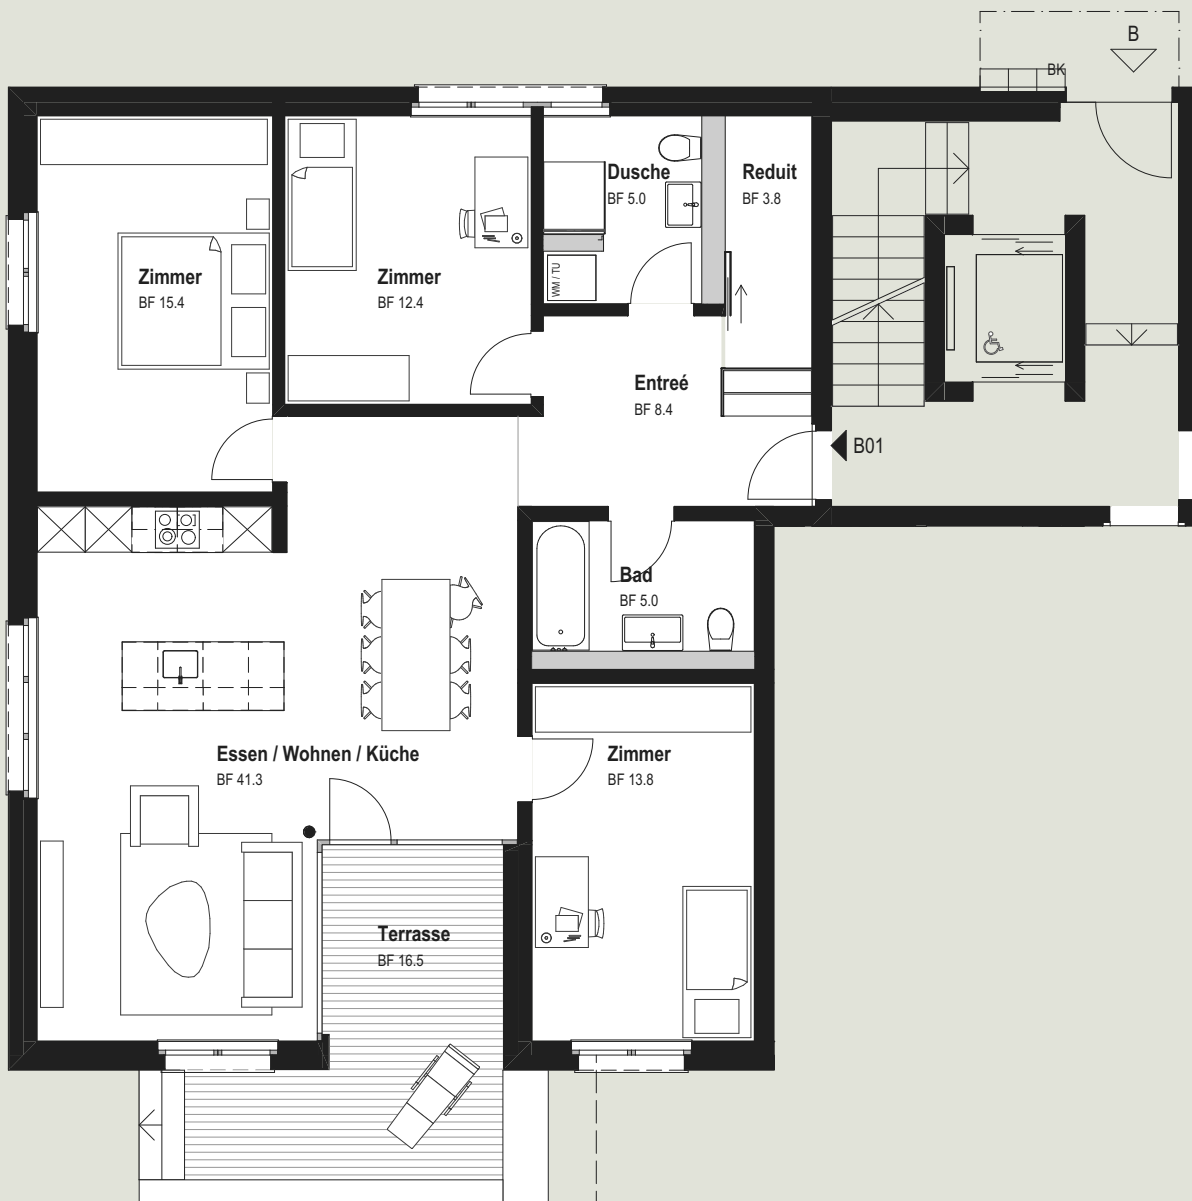 B
BK
Dusche
BF 5.0
Reduit
BF 3.8
Zimmer
BF 15.4
Zimmer
BF 12.4
WM / TU
Entreé
BF 8.4
B01
Bad
BF 5.0
Essen / Wohnen / Küche
BF 41.3
Zimmer
BF 13.8
Terrasse
BF 16.5